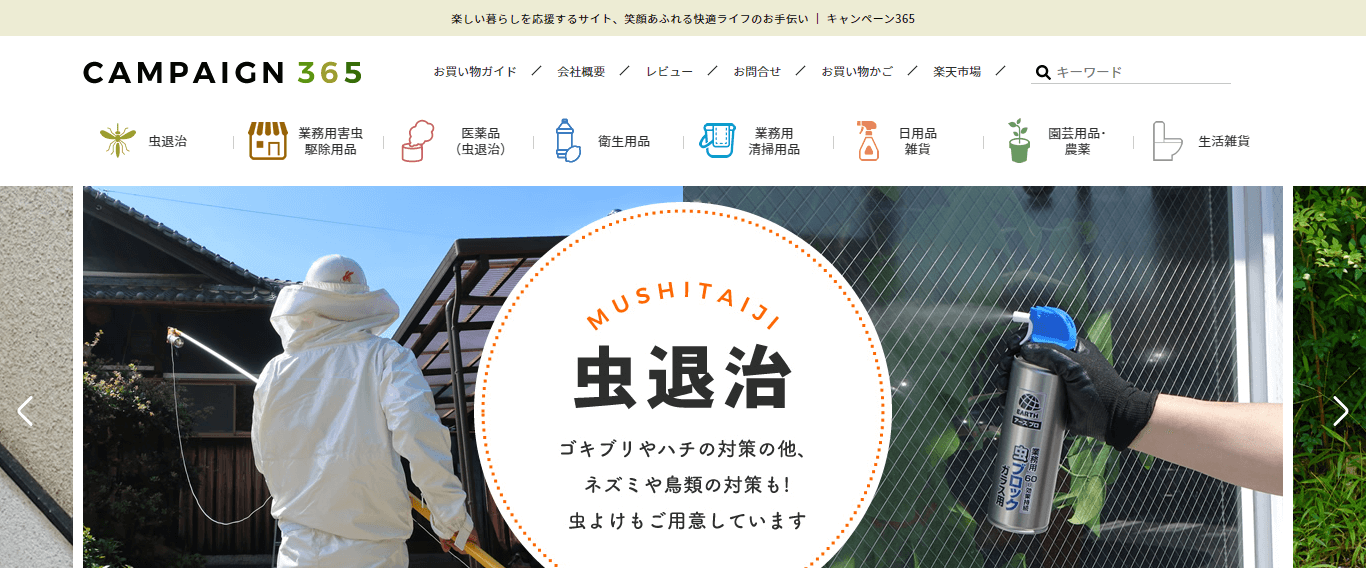 楽しい暮らしを応援するサイト、笑顔あふれる快適ライフのお手伝い ｜ キャンペーン365
CAMPAIGN 365
お買い物ガイド ／ 会社概要 ／ レビュー ／ お問合せ ／ お買い物かご ／ 楽天市場 ／
キーワード
虫退治
業務用害虫
駆除用品
医薬品
（虫退治）
衛生用品
業務用
清掃用品
日用品
雑貨
園芸用品・
農薬
生活雑貨
MUSHITAIJI
虫退治
ゴキブリやハチの対策の他、
ネズミや鳥類の対策も!
虫よけもご用意しています
EARTH
アース プロ
業務用
虫ブロック
ガラス用